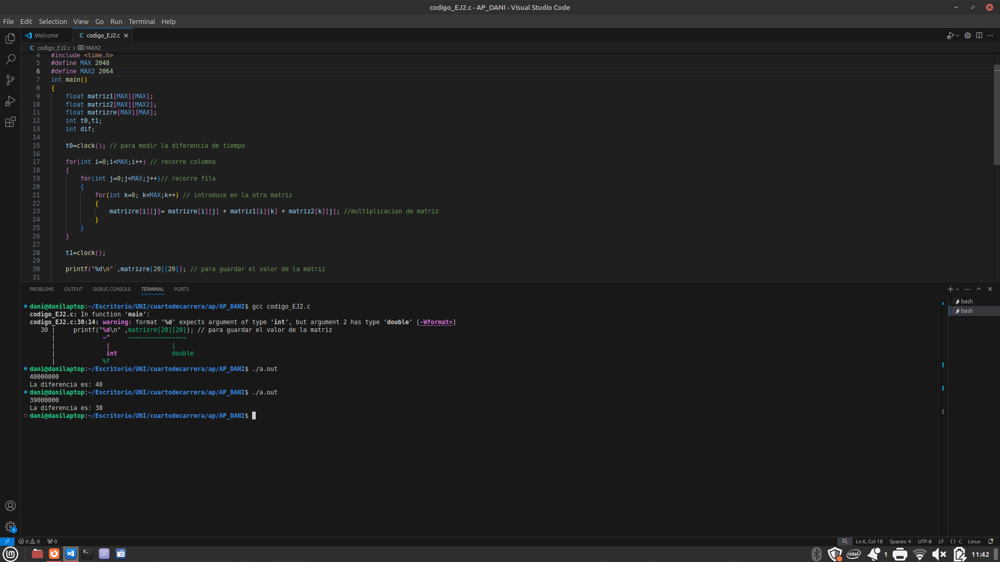 codigo_EJ2.c - AP_DANI - Visual Studio Code
File Edit Selection View Go Run Terminal Help
Welcome
C codigo_EJ2.c
C codigo_EJ2.c > MAX2
4 #include <time.h>
5 #define MAX 2048
6 #define MAX2 2064
7 int main()
8 {
9 float matriz1[MAX][MAX];
10 float matriz2[MAX][MAX2];
11 float matrizre[MAX][MAX];
12 int t0,t1;
13 int dif;
14
15 t0=clock(); // para medir la diferencia de tiempo
16
17 for(int i=0;i<MAX;i++) // recorre columna
18 {
19 for(int j=0;j<MAX;j++)// recorre fila
20 {
21 for(int k=0; k<MAX;k++) // introduce en la otra matriz
22 {
23 matrizre[i][j]= matrizre[i][j] + matriz1[i][k] + matriz2[k][j]; //multiplicacion de matriz
24 }
25 }
26 }
27
28 t1=clock();
29
30 printf("%d\n" ,matrizre[20][20]); // para guardar el valor de la matriz
31
PROBLEMS OUTPUT DEBUG CONSOLE TERMINAL PORTS
bash
bash
dani@danilaptop:~/Escritorio/UNI/cuartodecarrera/ap/AP_DANI$ gcc codigo_EJ2.c
codigo_EJ2.c: In function ‘main’:
codigo_EJ2.c:30:14: warning: format ‘%d’ expects argument of type ‘int’, but argument 2 has type ‘double’ [-Wformat=]
30 | printf("%d\n" ,matrizre[20][20]); // para guardar el valor de la matriz
| ~^ ~~~~~~~~~~~~~~~~
| | |
| int double
| %f
dani@danilaptop:~/Escritorio/UNI/cuartodecarrera/ap/AP_DANI$ ./a.out
40000000
La diferencia es: 40
dani@danilaptop:~/Escritorio/UNI/cuartodecarrera/ap/AP_DANI$ ./a.out
39000000
La diferencia es: 38
dani@danilaptop:~/Escritorio/UNI/cuartodecarrera/ap/AP_DANI$
1
0 0 0
Ln 6, Col 18 Spaces: 4 UTF-8 LF {} C Linux
intel 1 11:42